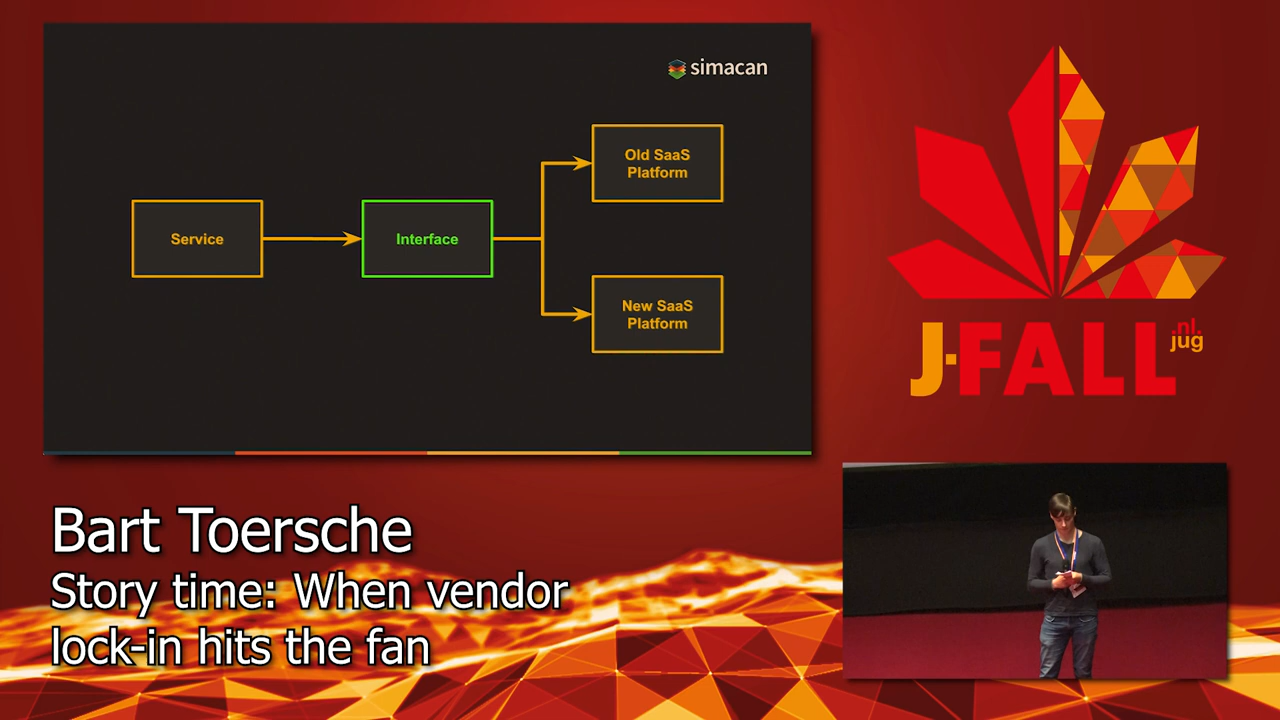 simacan
Old SaaS
Platform
Service
Interface
New SaaS
Platform
J-FALL
.nl.
jug
Bart Toersche
Story time: When vendor
lock-in hits the fan